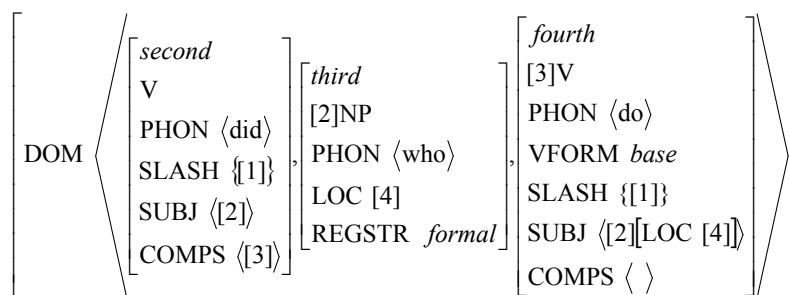 DOM ⟨[second
V
PHON ⟨did⟩
SLASH {[1]}
SUBJ ⟨[2]⟩
COMPS ⟨[3]⟩],
[third
[2]NP
PHON ⟨who⟩
LOC [4]
REGSTR formal],
[fourth
[3]V
PHON ⟨do⟩
VFORM base
SLASH {[1]}
SUBJ ⟨[2][LOC [4]]⟩
COMPS ⟨ ⟩]⟩